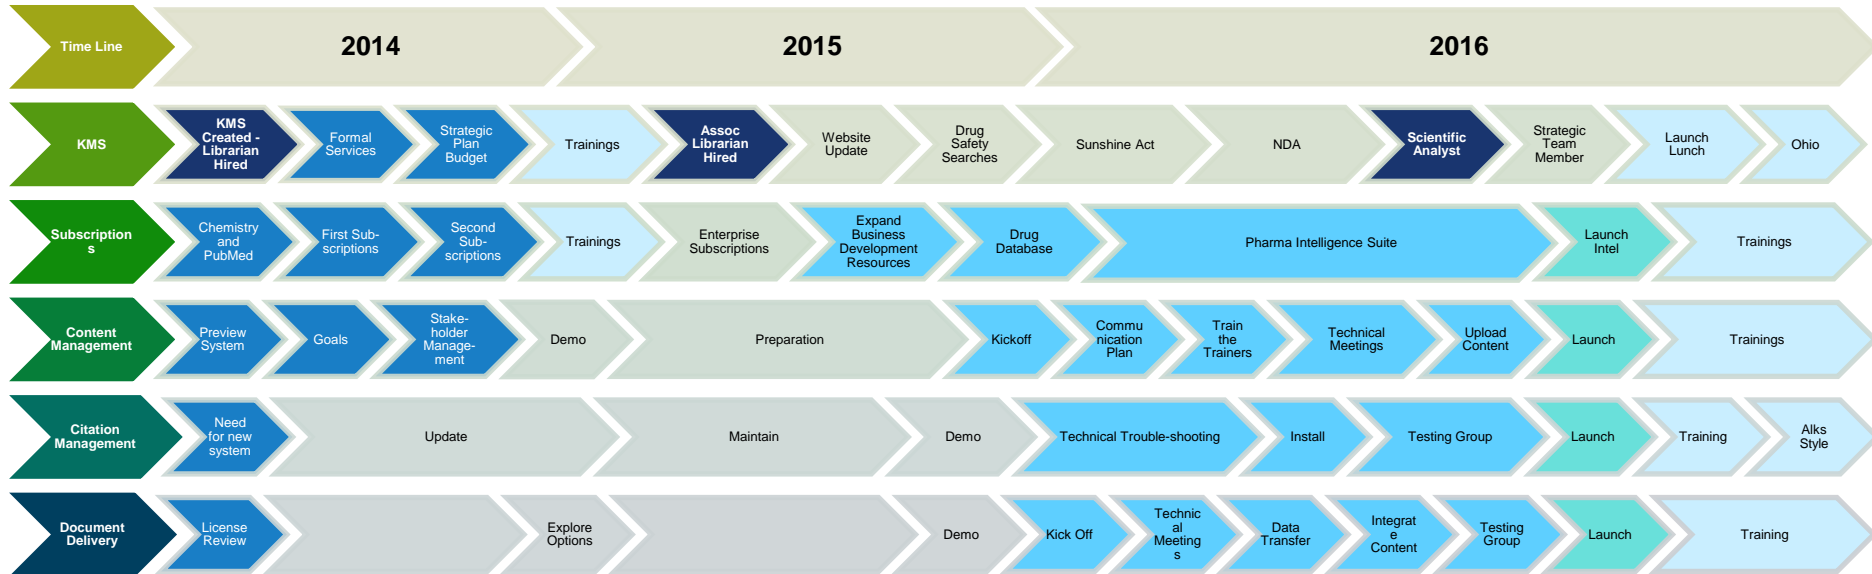 Time Line
2014
2015
2016
KMS
KMS
Created -
Librarian
Hired
Formal
Services
Strategic
Plan
Budget
Trainings
Assoc
Librarian
Hired
Website
Update
Drug
Safety
Searches
Sunshine Act
NDA
Scientific
Analyst
Strategic
Team
Member
Launch
Lunch
Ohio
Subscription
s
Chemistry
and
PubMed
First Sub-
scriptions
Second
Sub-
scriptions
Trainings
Enterprise
Subscriptions
Expand
Business
Development
Resources
Drug
Database
Pharma Intelligence Suite
Launch
Intel
Trainings
Content
Management
Preview
System
Goals
Stake-
holder
Manage-
ment
Demo
Preparation
Kickoff
Commu
nication
Plan
Train
the
Trainers
Technical
Meetings
Upload
Content
Launch
Trainings
Citation
Management
Need
for new
system
Update
Maintain
Demo
Technical Trouble-shooting
Install
Testing Group
Launch
Training
Alks
Style
Document
Delivery
License
Review
Explore
Options
Demo
Kick Off
Technic
al
Meeting
s
Data
Transfer
Integrat
e
Content
Testing
Group
Launch
Training